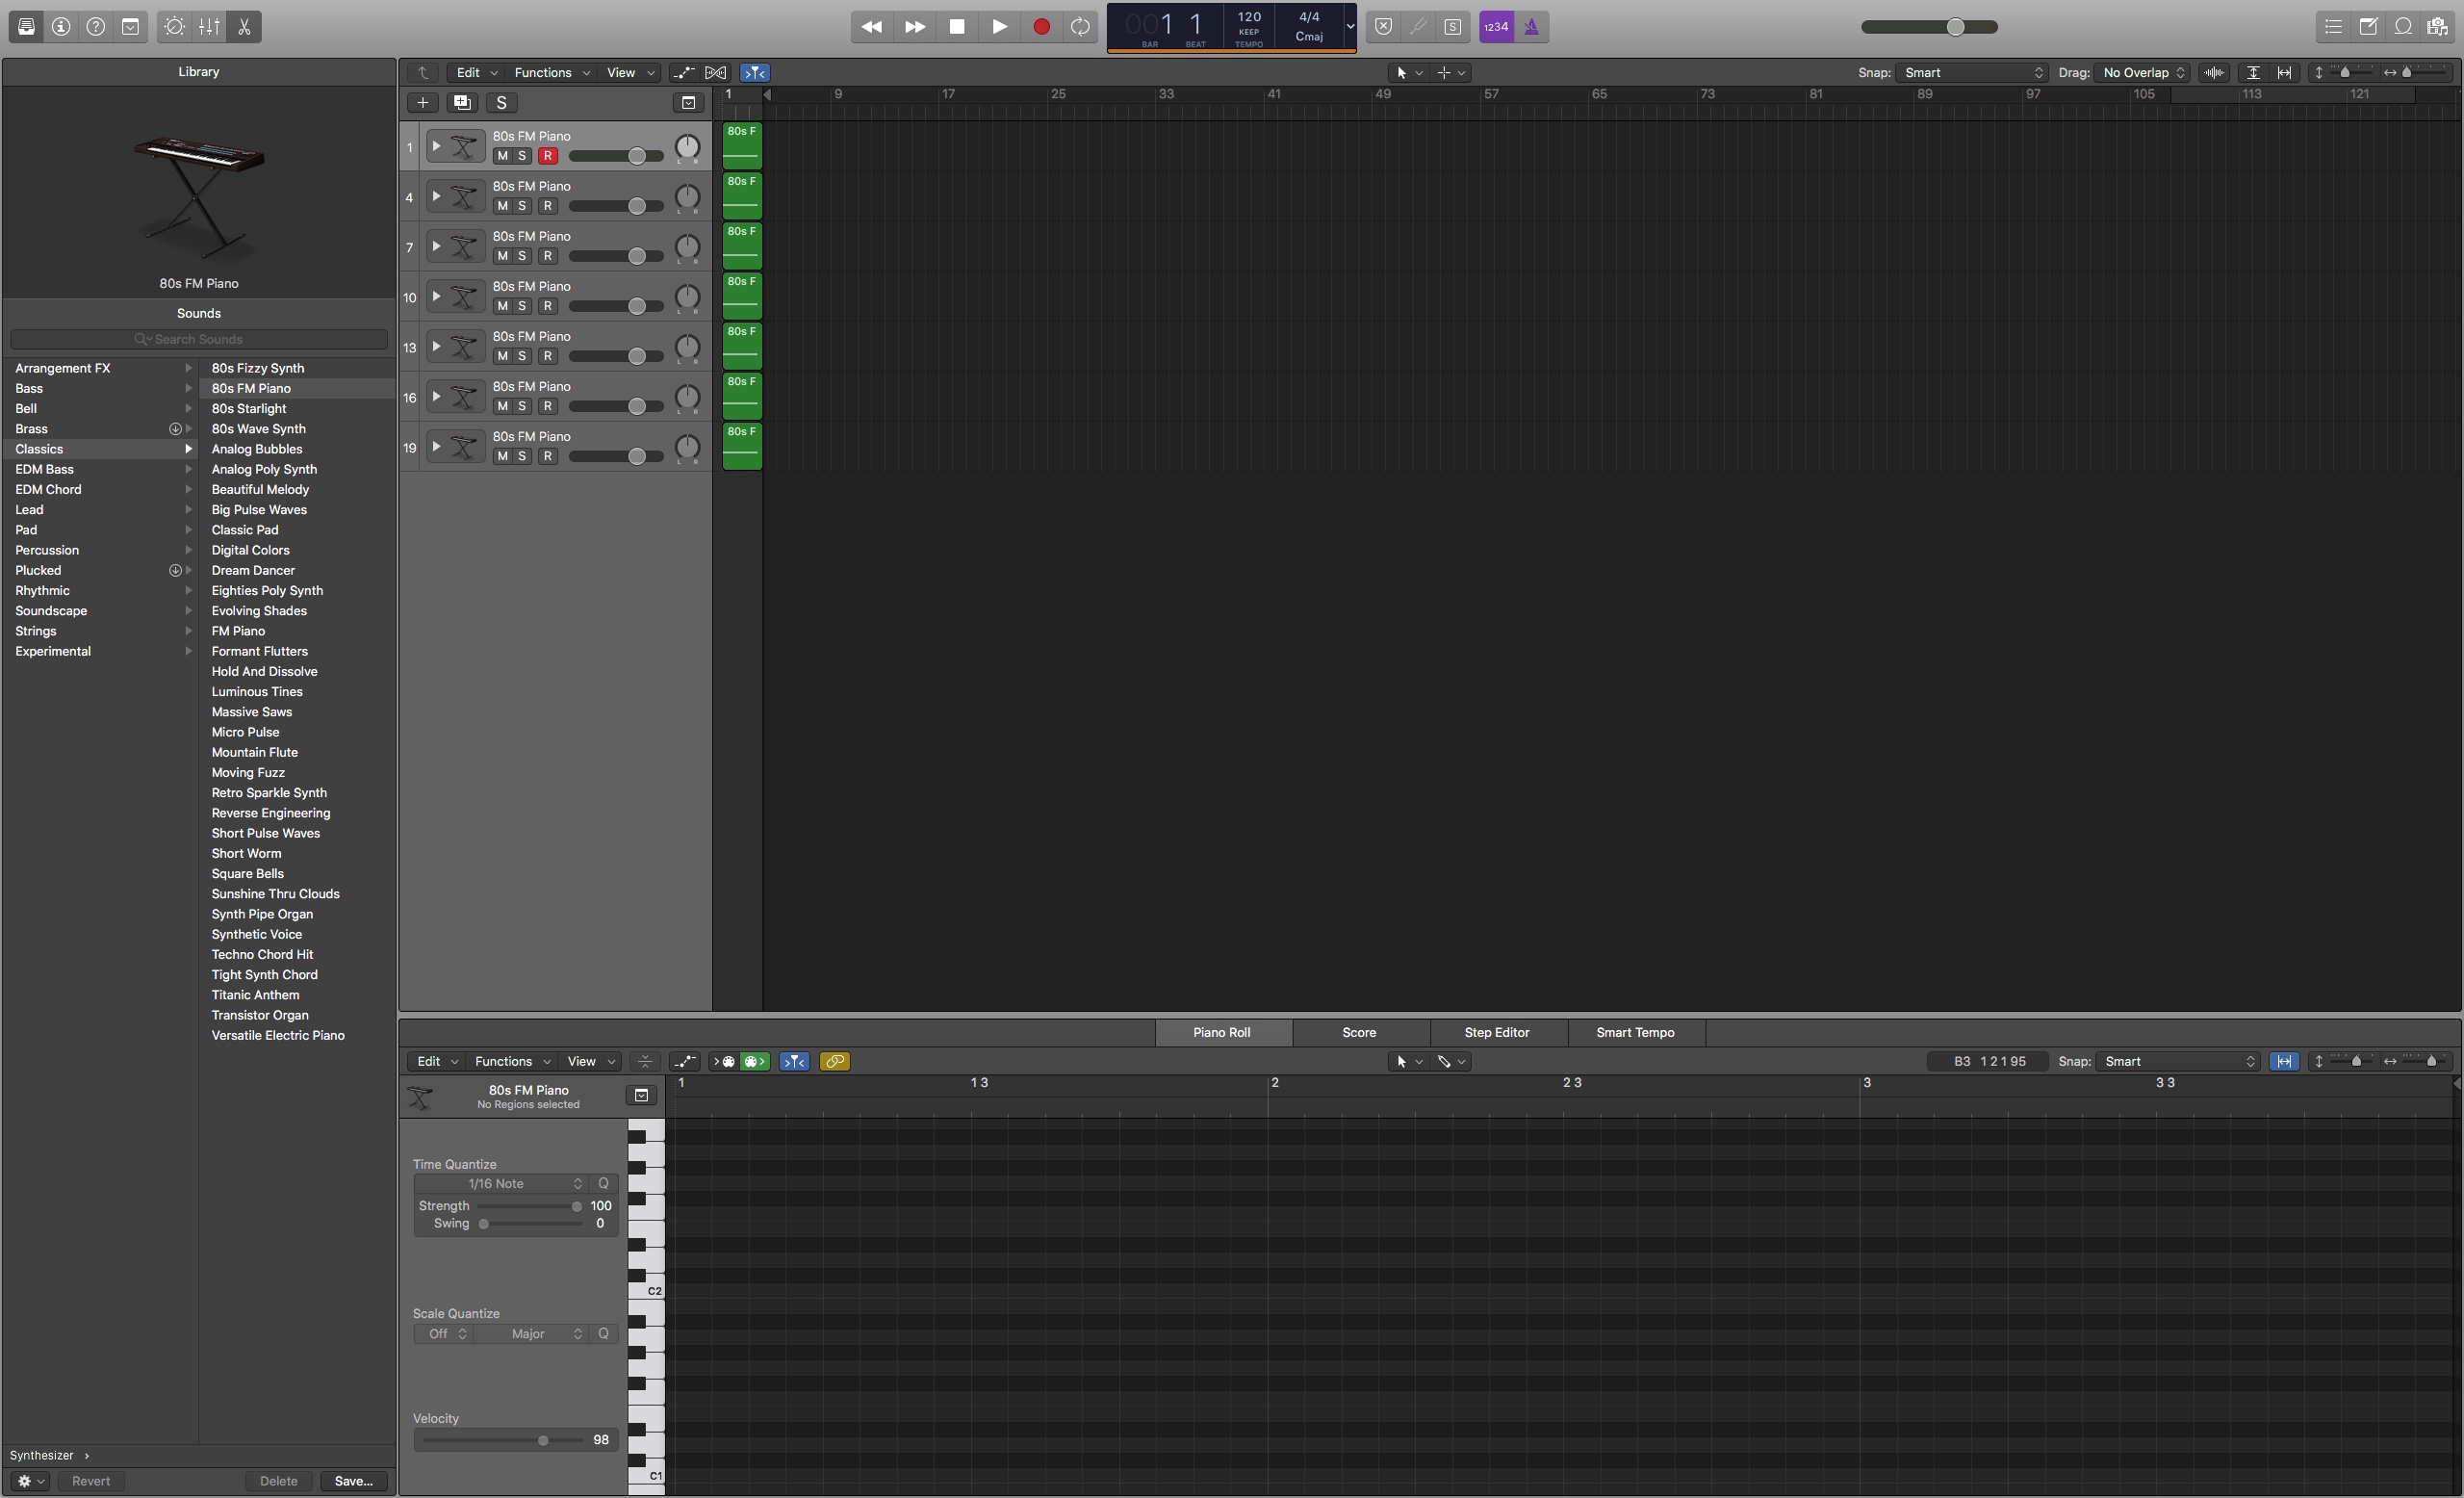 001 1
BAR BEAT
120
KEEP
TEMPO
4/4
Cmaj
S
1234
Library
Edit Functions View
Snap: Smart
Drag: No Overlap
S
1 9 17 25 33 41 49 57 65 73 81 89 97 105 113 121
80s FM Piano
Sounds
Search Sounds
Arrangement FX
Bass
Bell
Brass
Classics
EDM Bass
EDM Chord
Lead
Pad
Percussion
Plucked
Rhythmic
Soundscape
Strings
Experimental
80s Fizzy Synth
80s FM Piano
80s Starlight
80s Wave Synth
Analog Bubbles
Analog Poly Synth
Beautiful Melody
Big Pulse Waves
Classic Pad
Digital Colors
Dream Dancer
Eighties Poly Synth
Evolving Shades
FM Piano
Formant Flutters
Hold And Dissolve
Luminous Tines
Massive Saws
Micro Pulse
Mountain Flute
Moving Fuzz
Retro Sparkle Synth
Reverse Engineering
Short Pulse Waves
Short Worm
Square Bells
Sunshine Thru Clouds
Synth Pipe Organ
Synthetic Voice
Techno Chord Hit
Tight Synth Chord
Titanic Anthem
Transistor Organ
Versatile Electric Piano
Synthesizer ›
Revert Delete Save...
1 80s FM Piano
M S R L R
80s F
4 80s FM Piano
M S R L R
80s F
7 80s FM Piano
M S R L R
80s F
10 80s FM Piano
M S R L R
80s F
13 80s FM Piano
M S R L R
80s F
16 80s FM Piano
M S R L R
80s F
19 80s FM Piano
M S R L R
80s F
Piano Roll Score Step Editor Smart Tempo
Edit Functions View
B3 1 2 1 95
Snap: Smart
80s FM Piano
No Regions selected
1 1 3 2 2 3 3 3 3
Time Quantize
1/16 Note Q
Strength 100
Swing 0
C2
Scale Quantize
Off Major Q
Velocity
98
C1